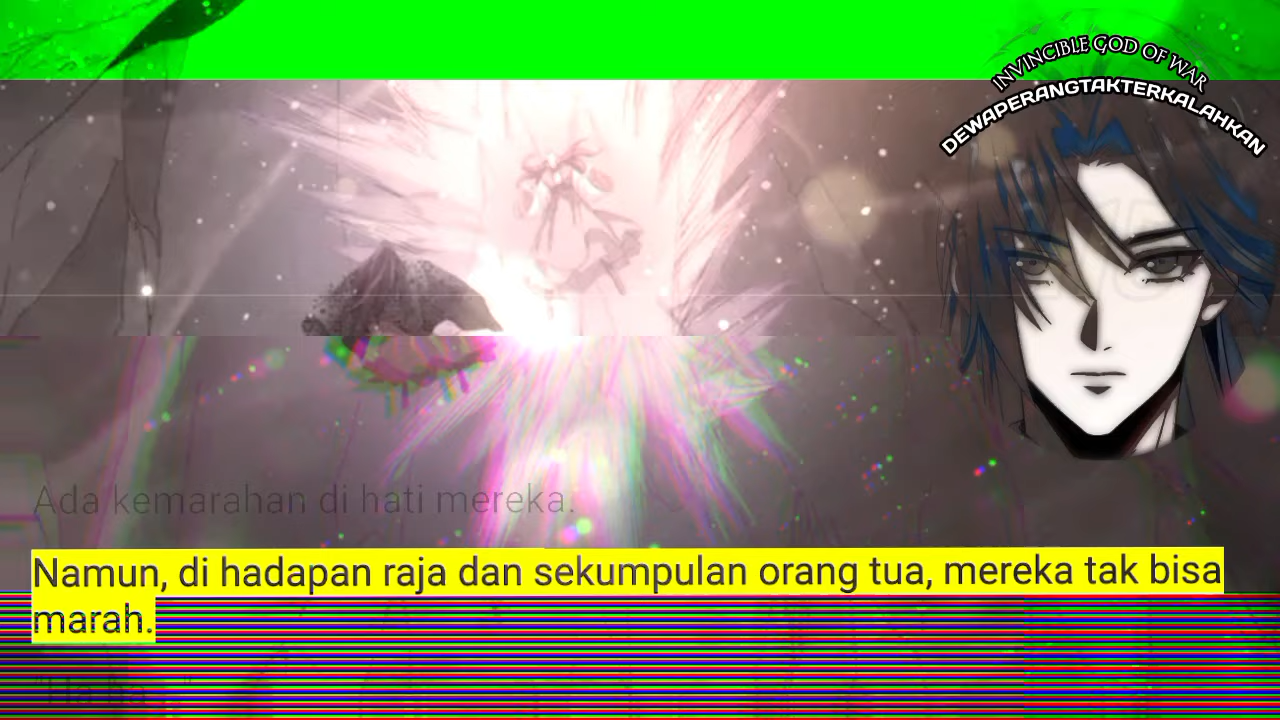 INVINCIBLE GOD OF WAR
DEWAPERANGTAKTERKALAHKAN
Ada kemarahan di hati mereka.
Namun, di hadapan raja dan sekumpulan orang tua, mereka tak bisa
marah.